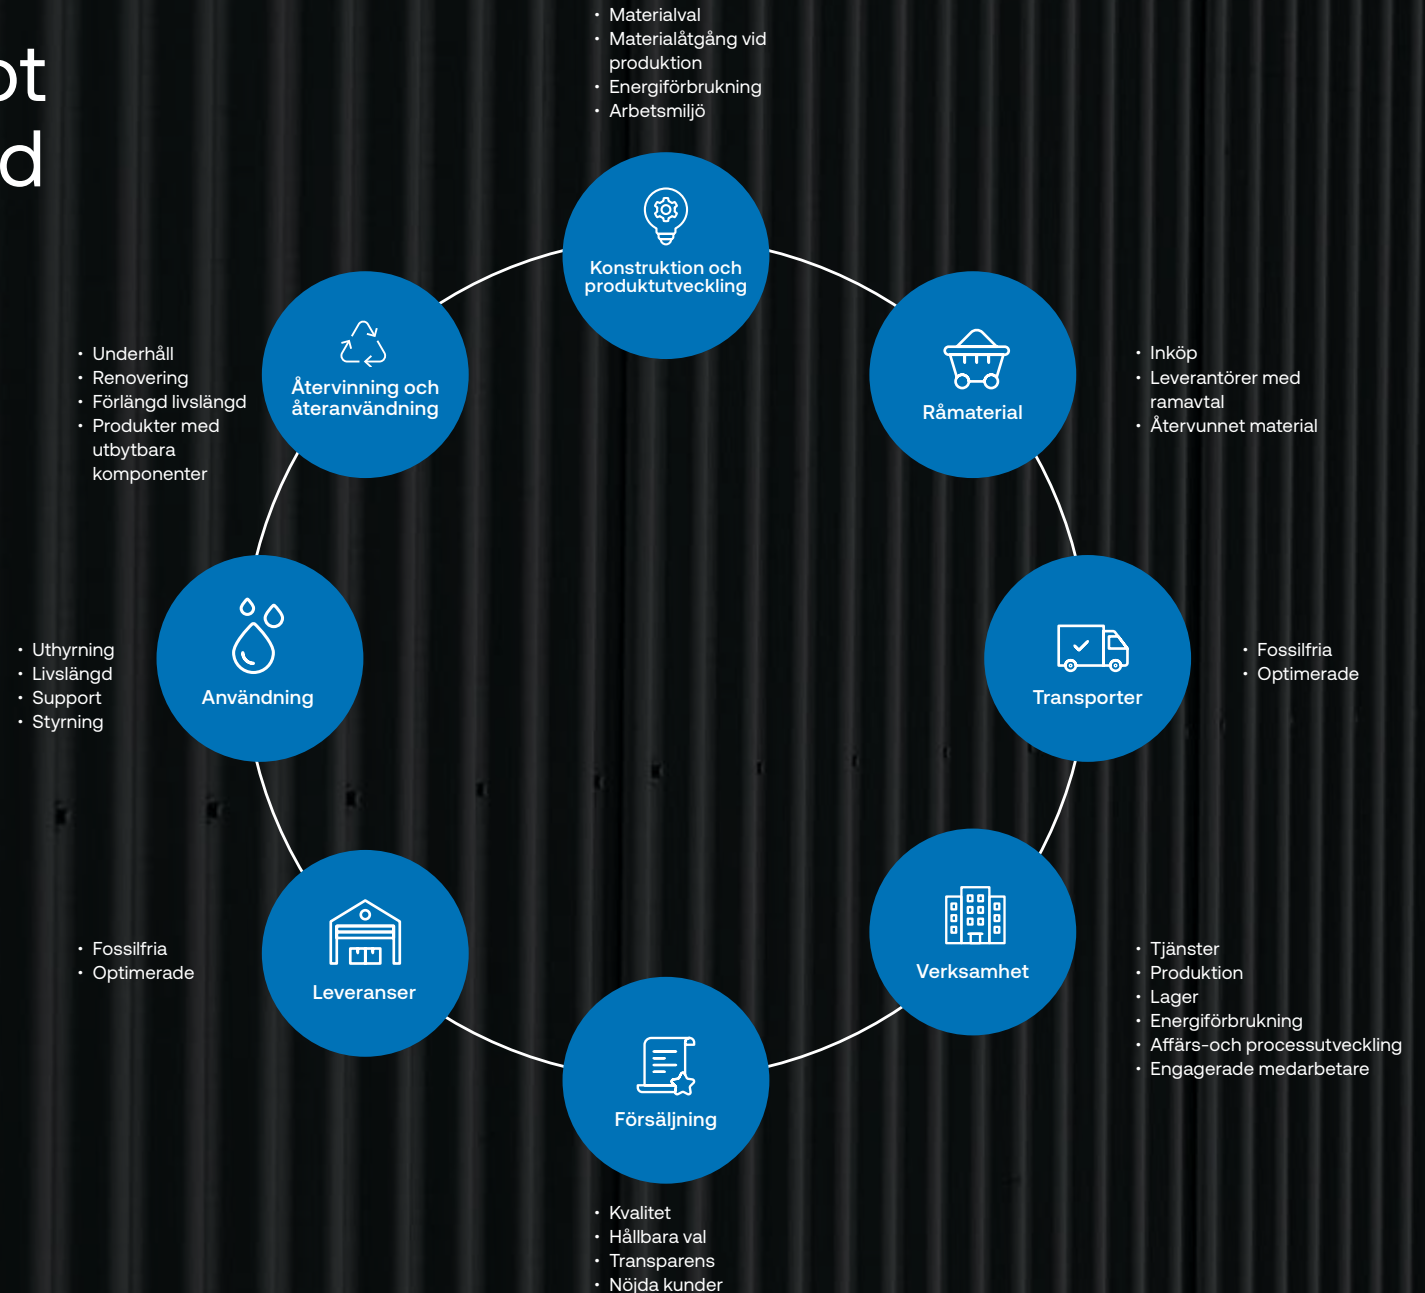 • Materialval
• Materialåtgång vid
produktion
• Energiförbrukning
• Arbetsmiljö
Konstruktion och
produktutveckling
• Underhåll
• Renovering
• Förlängd livslängd
• Produkter med
utbytbara
komponenter
Återvinning och
återanvändning
Råmaterial
• Inköp
• Leverantörer med
ramavtal
• Återvunnet material
• Uthyrning
• Livslängd
• Support
• Styrning
Användning
Transporter
• Fossilfria
• Optimerade
• Fossilfria
• Optimerade
Leveranser
Verksamhet
• Tjänster
• Produktion
• Lager
• Energiförbrukning
• Affärs-och processutveckling
• Engagerade medarbetare
Försäljning
• Kvalitet
• Hållbara val
• Transparens
• Nöjda kunder